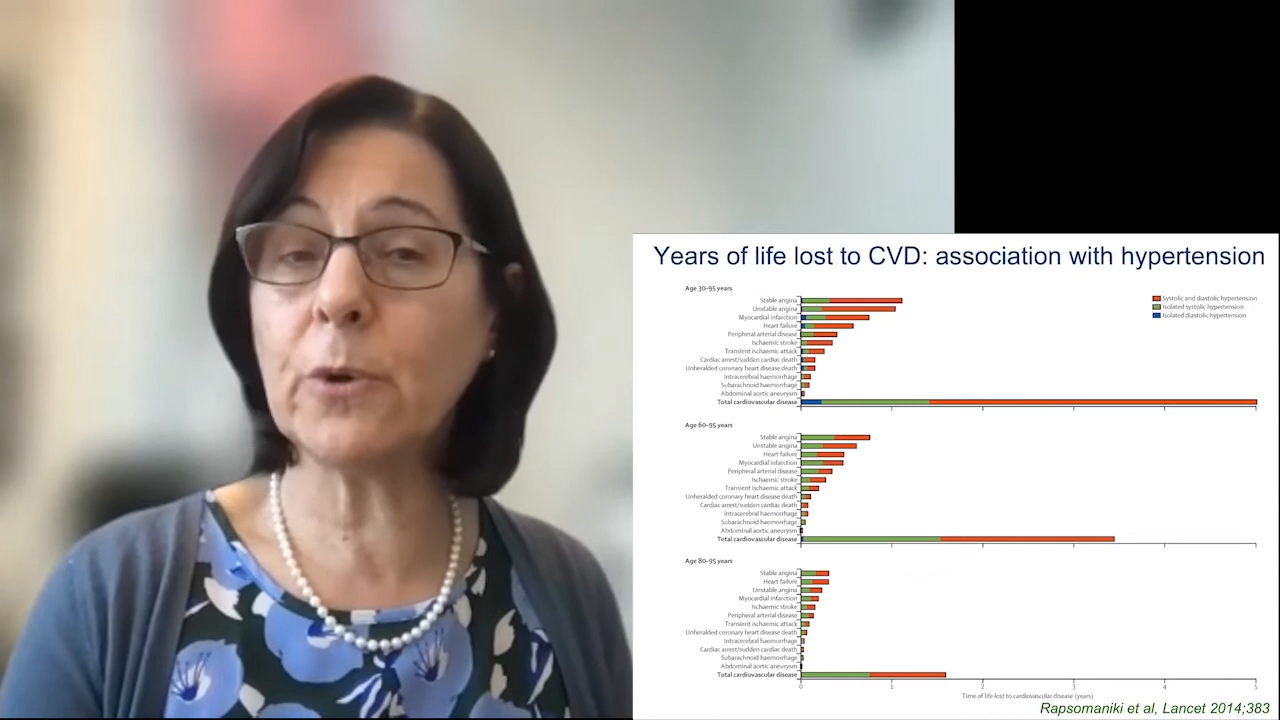 Years of life lost to CVD: association with hypertension
Age 30–95 years
Stable angina
Unstable angina
Myocardial infarction
Heart failure
Peripheral arterial disease
Ischaemic stroke
Transient ischaemic attack
Cardiac arrest/sudden cardiac death
Unheralded coronary heart disease death
Intracerebral haemorrhage
Subarachnoid haemorrhage
Abdominal aortic aneurysm
Total cardiovascular disease
Systolic and diastolic hypertension
Isolated systolic hypertension
Isolated diastolic hypertension
Age 60–95 years
Stable angina
Unstable angina
Heart failure
Myocardial infarction
Peripheral arterial disease
Ischaemic stroke
Transient ischaemic attack
Unheralded coronary heart disease death
Cardiac arrest/sudden cardiac death
Intracerebral haemorrhage
Subarachnoid haemorrhage
Abdominal aortic aneurysm
Total cardiovascular disease
Age 80–95 years
Stable angina
Heart failure
Unstable angina
Myocardial infarction
Ischaemic stroke
Peripheral arterial disease
Transient ischaemic attack
Unheralded coronary heart disease death
Intracerebral haemorrhage
Cardiac arrest/sudden cardiac death
Subarachnoid haemorrhage
Abdominal aortic aneurysm
Total cardiovascular disease
0 1 2 3 4 5
Time of life lost to cardiovascular disease (years)
Rapsomaniki et al, Lancet 2014;383